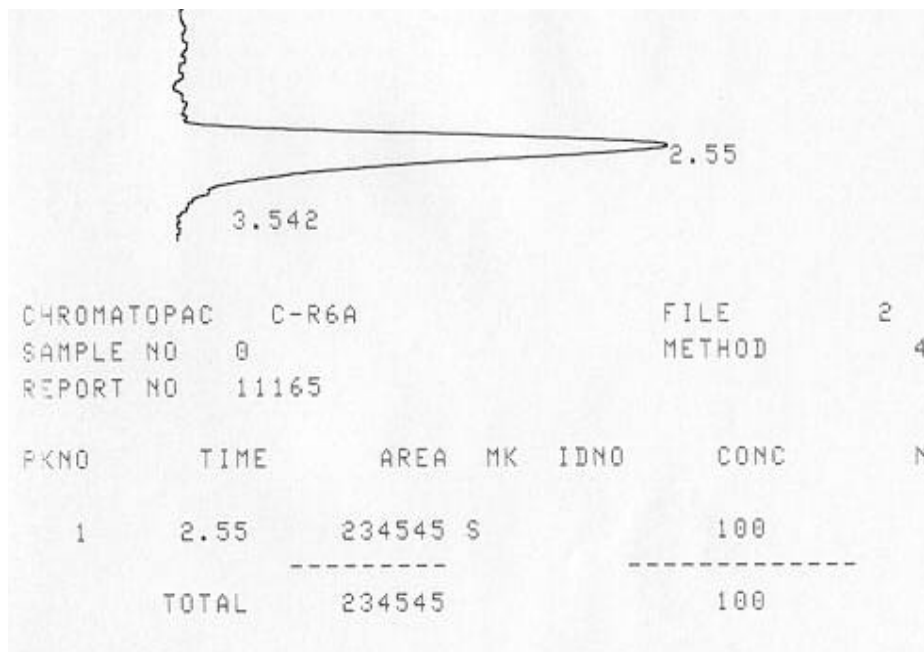 2.55
3.542
CHROMATOPAC C-R6A FILE 2
SAMPLE NO 0 METHOD 4
REPORT NO 11165
PKNO TIME AREA MK IDNO CONC N
1 2.55 234545 S 100
--------- ------------
TOTAL 234545 100